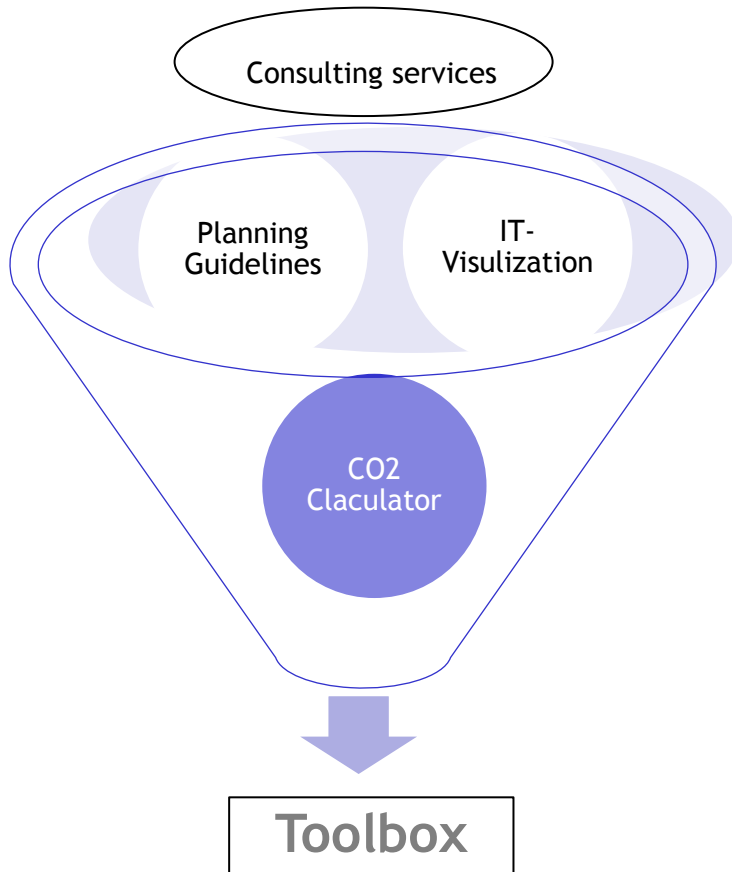 Consulting services
Planning
Guidelines
IT-
Visulization
CO2
Claculator
Toolbox